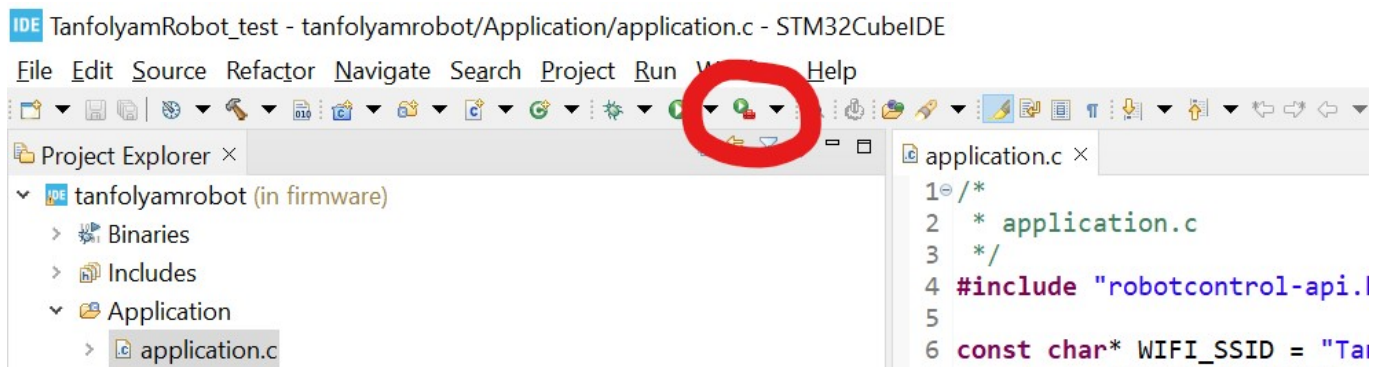 IDE TanfolyamRobot_test - tanfolyamrobot/Application/application.c - STM32CubeIDE
File Edit Source Refactor Navigate Search Project Run Help
010
Project Explorer
application.c
tanfolyamrobot (in firmware)
Binaries
Includes
Application
application.c
1 /*
2 * application.c
3 */
4 #include "robotcontrol-api.
5
6 const char* WIFI_SSID = "Ta